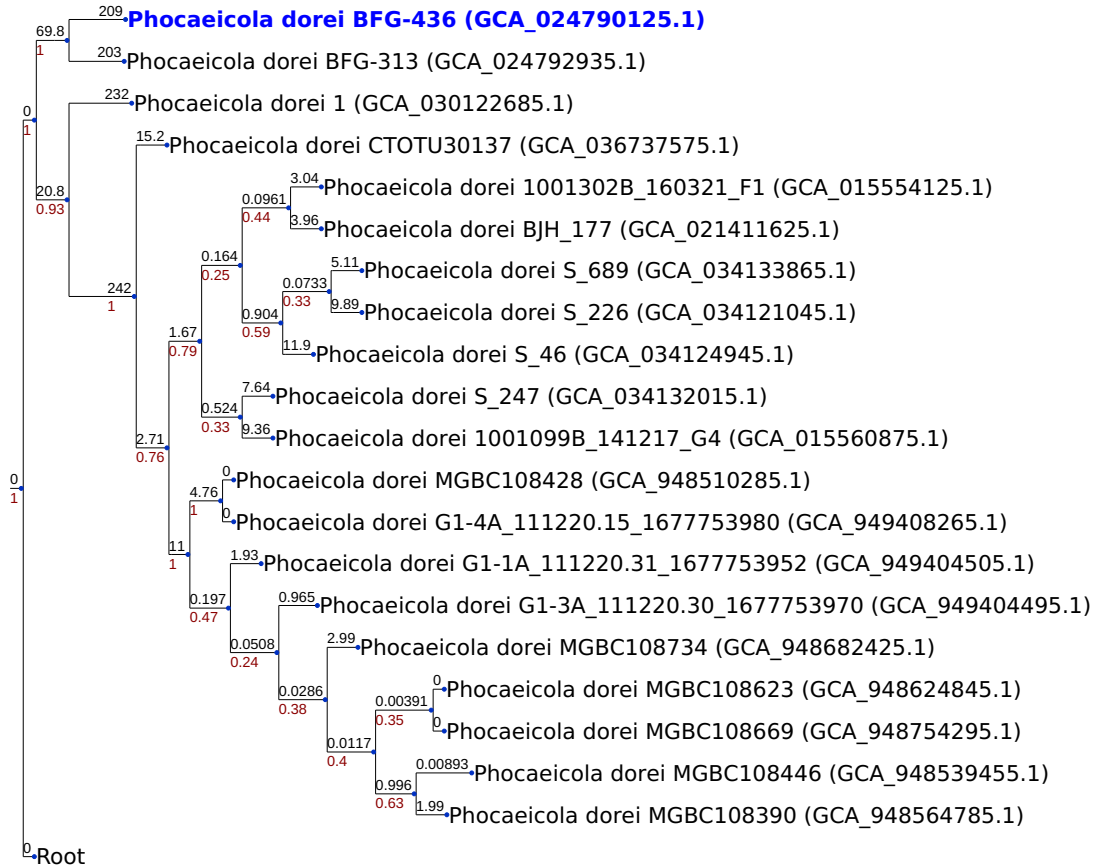 209
Phocaeicola dorei BFG-436 (GCA_024790125.1)
69.8
1
203
Phocaeicola dorei BFG-313 (GCA_024792935.1)
232
Phocaeicola dorei 1 (GCA_030122685.1)
0
1
15.2
Phocaeicola dorei CTOTU30137 (GCA_036737575.1)
3.04
Phocaeicola dorei 1001302B_160321_F1 (GCA_015554125.1)
20.8
0.93
0.0961
0.44
3.96
Phocaeicola dorei BJH_177 (GCA_021411625.1)
0.164
0.25
5.11
Phocaeicola dorei S_689 (GCA_034133865.1)
242
1
0.0733
0.33
9.89
Phocaeicola dorei S_226 (GCA_034121045.1)
0.904
0.59
1.67
0.79
11.9
Phocaeicola dorei S_46 (GCA_034124945.1)
7.64
Phocaeicola dorei S_247 (GCA_034132015.1)
0.524
0.33
9.36
Phocaeicola dorei 1001099B_141217_G4 (GCA_015560875.1)
2.71
0.76
0
Phocaeicola dorei MGBC108428 (GCA_948510285.1)
0
1
4.76
1
0
Phocaeicola dorei G1-4A_111220.15_1677753980 (GCA_949408265.1)
11
1
1.93
Phocaeicola dorei G1-1A_111220.31_1677753952 (GCA_949404505.1)
0.197
0.47
0.965
Phocaeicola dorei G1-3A_111220.30_1677753970 (GCA_949404495.1)
0.0508
0.24
2.99
Phocaeicola dorei MGBC108734 (GCA_948682425.1)
0.0286
0.38
0
Phocaeicola dorei MGBC108623 (GCA_948624845.1)
0.00391
0.35
0
Phocaeicola dorei MGBC108669 (GCA_948754295.1)
0.0117
0.4
0.00893
Phocaeicola dorei MGBC108446 (GCA_948539455.1)
0.996
0.63
1.99
Phocaeicola dorei MGBC108390 (GCA_948564785.1)
0
Root